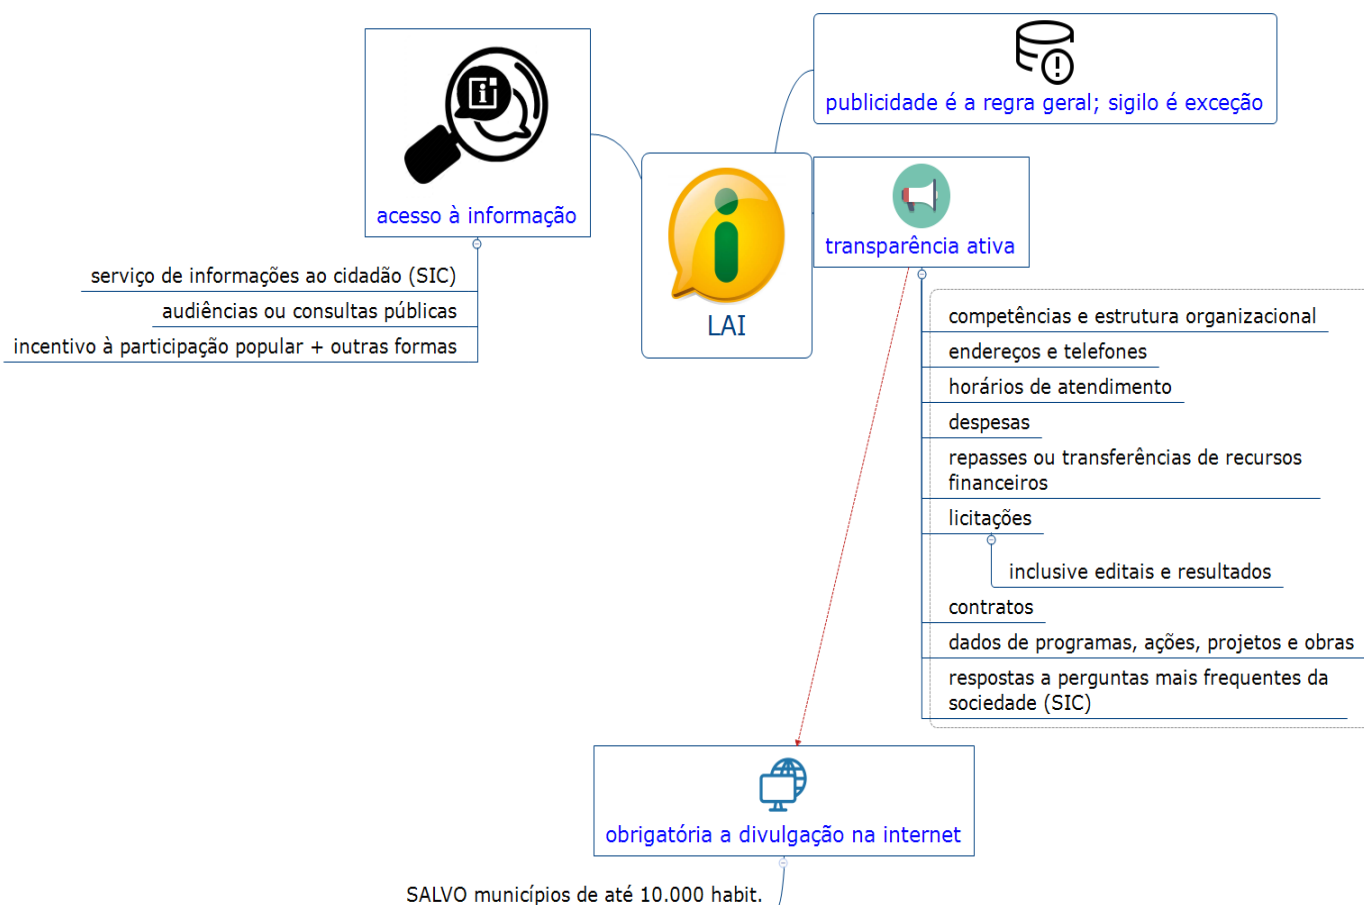 publicidade é a regra geral; sigilo é exceção
acesso à informação
serviço de informações ao cidadão (SIC)
audiências ou consultas públicas
incentivo à participação popular + outras formas
LAI
transparência ativa
competências e estrutura organizacional
endereços e telefones
horários de atendimento
despesas
repasses ou transferências de recursos
financeiros
licitações
inclusive editais e resultados
contratos
dados de programas, ações, projetos e obras
respostas a perguntas mais frequentes da
sociedade (SIC)
obrigatória a divulgação na internet
SALVO municípios de até 10.000 habit.